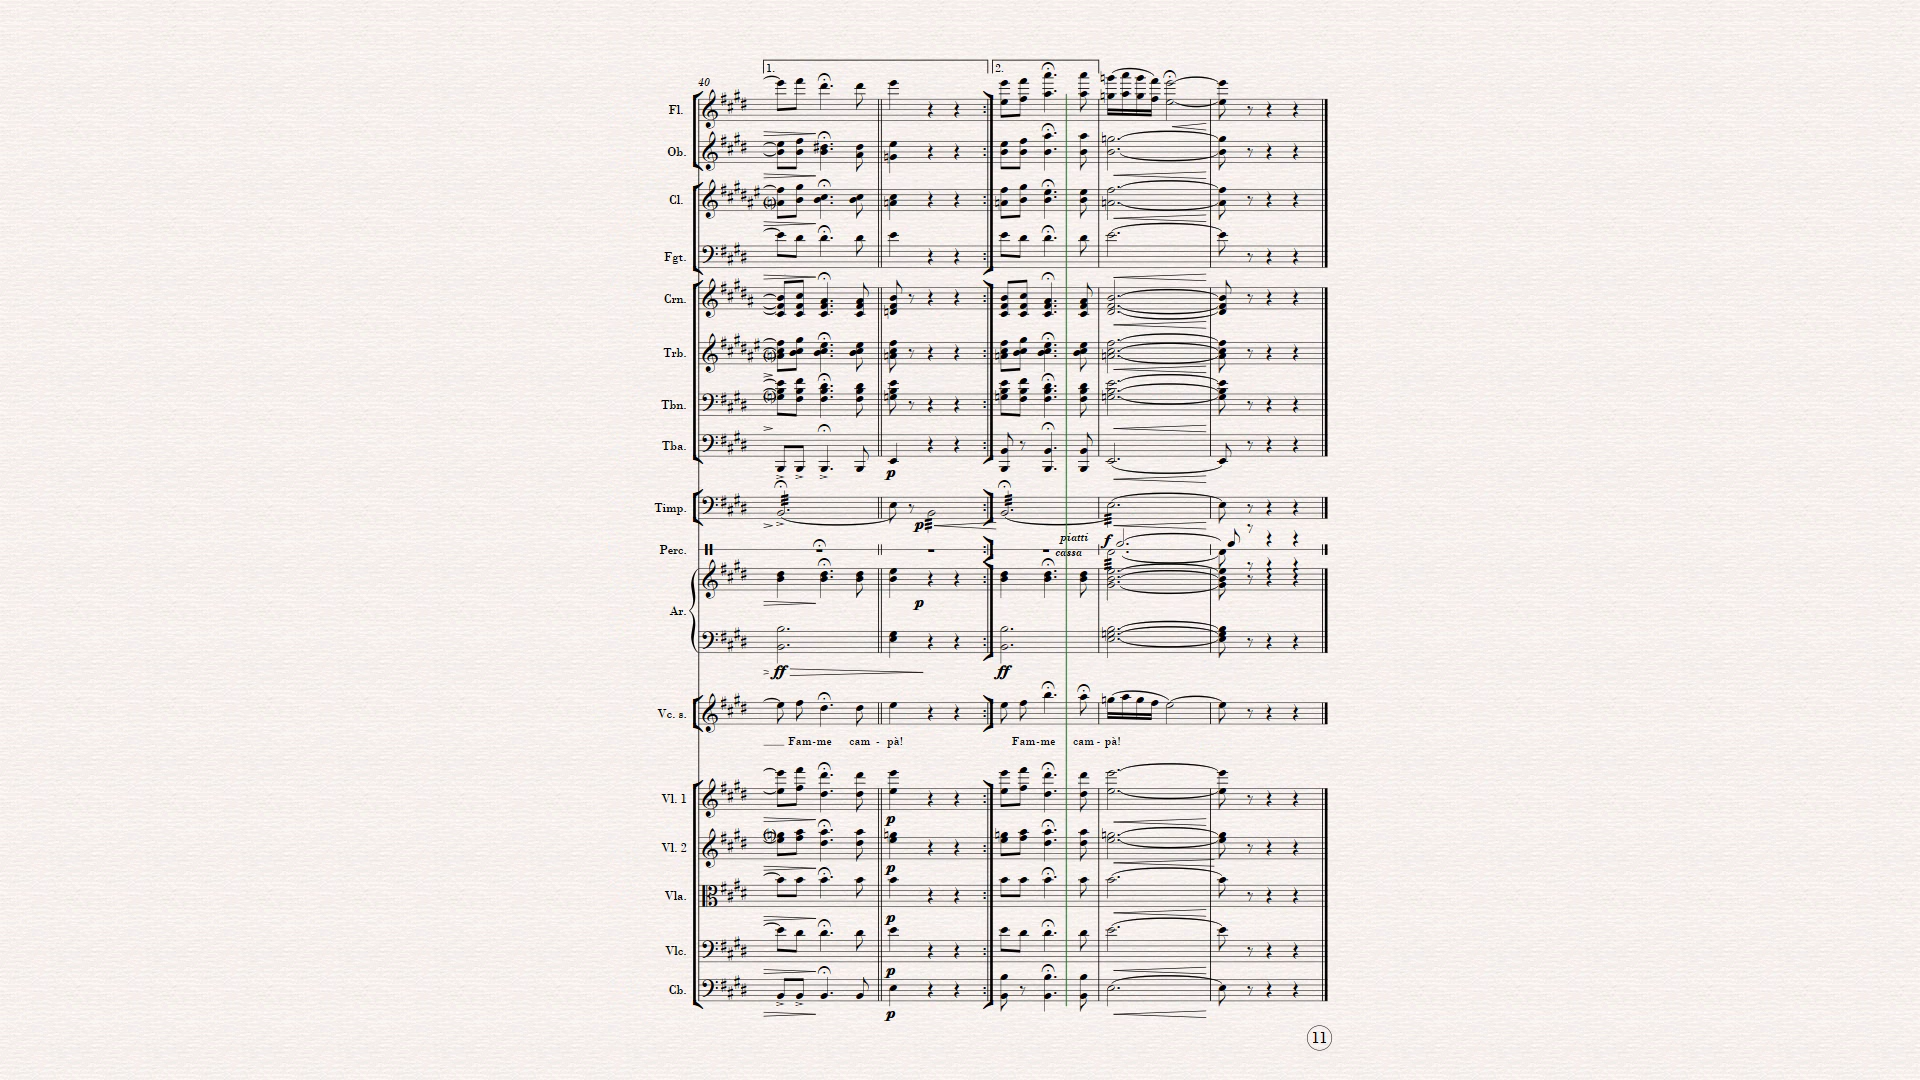 1. 2.
40
Fl.
Ob.
Cl.
Fgt.
Crn.
Trb.
Tbn.
Tba.
p
Timp.
p
piatti f
Perc.
cassa
Ar.
p
ff ff
Vc. s.
Fam-me cam - pà! Fam-me cam - pà!
Vl. 1
p
Vl. 2
p
Vla.
p
Vlc.
p
Cb.
p
11